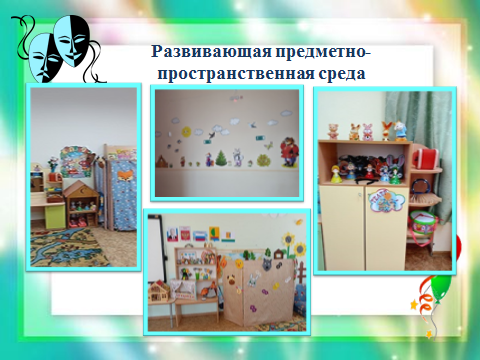 Развивающая предметно-
пространственная среда